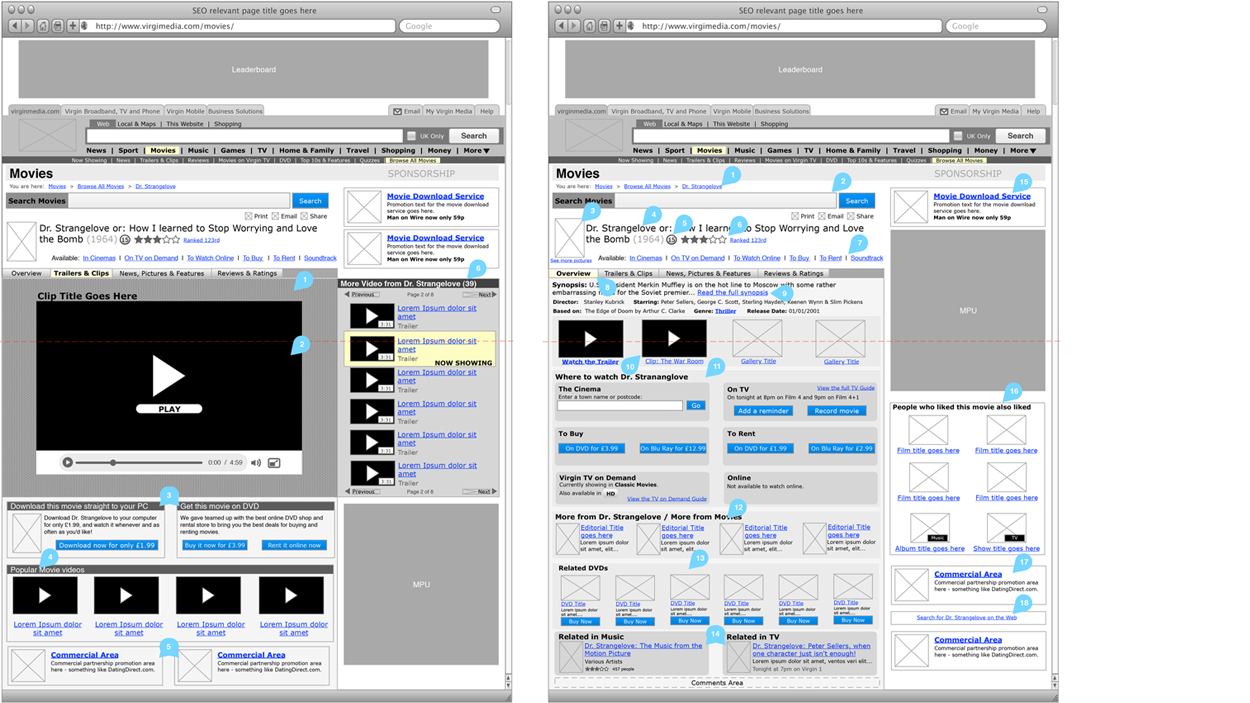 SEO relevant page title goes here
http://www.virgimedia.com/movies/
Google
Leaderboard
virginmedia.com
Virgin Broadband, TV and Phone
Virgin Mobile
Business Solutions
Email
My Virgin Media
Help
Web
Local & Maps | This Website | Shopping
UK Only
Search
News | Sport | Movies | Music | Games | TV | Home & Family | Travel | Shopping | Money | More
Now Showing | News | Trailers & Clips | Reviews | Movies on Virgin TV | DVD | Top 10s & Features | Quizzes | Browse All Movies
Movies
SPONSORSHIP
You are here: Movies > Browse All Movies > Dr. Strangelove
Search Movies
Search
Print
Email
Share
Dr. Strangelove or: How I learned to Stop Worrying and Love
the Bomb (1964) 15 Ranked 123rd
Available: In Cinemas | On TV on Demand | To Watch Online | To Buy | To Rent | Soundtrack
Movie Download Service
Promotion text for the movie download
service goes here.
Man on Wire now only 59p
Movie Download Service
Promotion text for the movie download
service goes here.
Man on Wire now only 59p
6
Overview
Trailers & Clips
News, Pictures & Features
Reviews & Ratings
1
Clip Title Goes Here
2
PLAY
0:00 / 4:59
More Video from Dr. Strangelove (39)
Previous
Page 2 of 8
Next
Lorem Ipsum dolor sit
amet
Trailer
3:31
Lorem Ipsum dolor sit
amet
Trailer
3:31
NOW SHOWING
Lorem Ipsum dolor sit
amet
Trailer
3:31
Lorem Ipsum dolor sit
amet
Trailer
3:31
Lorem Ipsum dolor sit
amet
Trailer
3:31
Lorem Ipsum dolor sit
amet
Trailer
3:31
Previous
Page 2 of 8
Next
3
Download this movie straight to your PC
Download Dr. Strangelove to your computer
for only £1.99, and watch it whenever and as
often as you'd like!
Download now for only £1.99
Get this movie on DVD
We have teamed up with the best online DVD shop and
rental store to bring you the best deals for buying and
renting movies.
Buy it now for £3.99
Rent it online now
4
Popular Movie videos
Lorem Ipsum dolor
sit amet
Lorem Ipsum dolor
sit amet
Lorem Ipsum dolor
sit amet
Lorem Ipsum dolor
sit amet
5
Commercial Area
Commercial partnership promotion area
here - something like DatingDirect.com.
Commercial Area
Commercial partnership promotion area
here - something like DatingDirect.com.
MPU
SEO relevant page title goes here
http://www.virgimedia.com/movies/
Google
Leaderboard
virginmedia.com
Virgin Broadband, TV and Phone
Virgin Mobile
Business Solutions
Email
My Virgin Media
Help
Web
Local & Maps | This Website | Shopping
UK Only
Search
News | Sport | Movies | Music | Games | TV | Home & Family | Travel | Shopping | Money | More
Now Showing | News | Trailers & Clips | Reviews | Movies on Virgin TV | DVD | Top 10s & Features | Quizzes | Browse All Movies
Movies
SPONSORSHIP
You are here: Movies > Browse All Movies > Dr. Strangelove
1
2
Search Movies
Search
Print
Email
Share
3
4
5
6
7
Dr. Strangelove or: How I learned to Stop Worrying and Love
the Bomb (1964) 15 Ranked 123rd
See more pictures
Available: In Cinemas | On TV on Demand | To Watch Online | To Buy | To Rent | Soundtrack
Overview
Trailers & Clips
News, Pictures & Features
Reviews & Ratings
8
9
Synopsis: U.S. President Merkin Muffley is on the hot line to Moscow with some rather
embarrassing for the Soviet premier... Read the full synopsis
Director: Stanley Kubrick Starring: Peter Sellers, George C. Scott, Sterling Hayden, Keenen Wynn & Slim Pickens
Based on: The Edge of Doom by Arthur C. Clarke Genre: Thriller Release Date: 01/01/2001
Watch the Trailer
Clip: The War Room
Gallery Title
Gallery Title
10
11
Where to watch Dr. Strananglove
The Cinema
Enter a town name or postcode:
Go
On TV
View the full TV Guide
On tonight at 8pm on Film 4 and 9pm on Film 4+1
Add a reminder
Record movie
To Buy
On DVD for £3.99
On Blu Ray for £12.99
To Rent
On DVD for £1.99
On Blu Ray for £2.99
Virgin TV on Demand
Currently showing in Classic Movies.
Also available in HD
View the TV on Demand Guide
Online
Not available to watch online.
12
More from Dr. Strangelove / More from Movies
Editorial Title
goes here
Lorem ipsum dolor
sit amet, elit...
Editorial Title
goes here
Lorem ipsum dolor
sit amet, elit...
Editorial Title
goes here
Lorem ipsum dolor
sit amet, elit...
Editorial Title
goes here
Lorem ipsum dolor
sit amet, elit...
13
Related DVDs
DVD Title
Lorem ipsum dolor
sit amet....
Buy Now
DVD Title
Lorem ipsum dolor
sit amet....
Buy Now
DVD Title
Lorem ipsum dolor
sit amet....
Buy Now
DVD Title
Lorem ipsum dolor
sit amet....
Buy Now
DVD Title
Lorem ipsum dolor
sit amet....
Buy Now
DVD Title
Lorem ipsum dolor
sit amet....
Buy Now
14
Related in Music
Dr. Strangelove: The Music from the
Motion Picture
Various Artists
457 people
Related in TV
Dr. Strangelove: Peter Sellers, when
one character just isn't enough!
Lorem ipsum dolor sit amet, ventos veri elit...
Tonight at 7pm on Virgin 1
Comments Area
15
Movie Download Service
Promotion text for the movie download
service goes here.
Man on Wire now only 59p
MPU
16
People who liked this movie also liked
Film title goes here
Film title goes here
Film title goes here
Film title goes here
Music
TV
Album title goes here
Show title goes here
17
Commercial Area
Commercial partnership promotion area
here - something like DatingDirect.com.
18
Search for Dr. Strangelove on the Web
Commercial Area
Commercial partnership promotion area
here - something like DatingDirect.com.